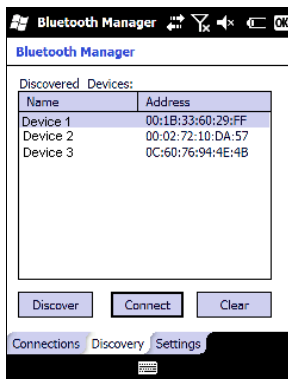 Bluetooth Manager OK
Bluetooth Manager
Discovered Devices:
Name Address
Device 1 00:1B:33:60:29:FF
Device 2 00:02:72:10:DA:57
Device 3 0C:60:76:94:4E:4B
Discover Connect Clear
Connections Discovery Settings